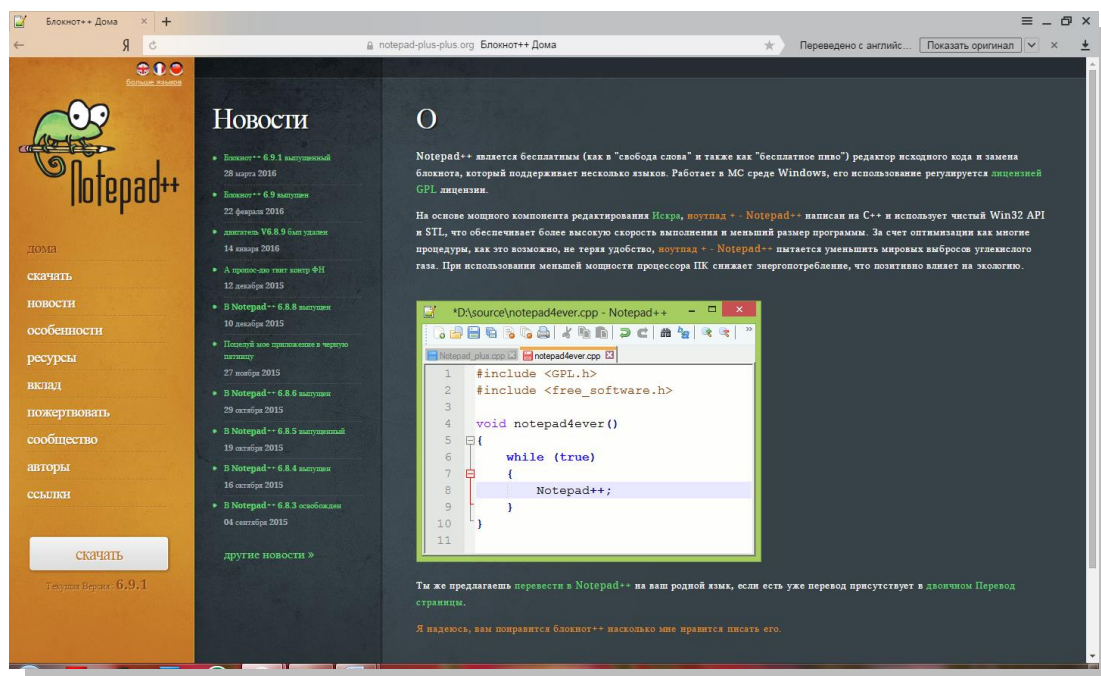 Блокнот++ Дома
notepad-plus-plus.org Блокнот++ Дома
Переведено с английс...
Показать оригинал
больше языков
Notepad++
дома
скачать
новости
особенности
ресурсы
вклад
пожертвовать
сообщество
авторы
ссылки
скачать
Текущая Версия: 6.9.1
Новости
Блокнот++ 6.9.1 выпущенный
28 марта 2016
Блокнот++ 6.9 выпущен
22 февраля 2016
двигатель V6.8.9 был удален
14 января 2016
А пропос-дю твит контр ФН
12 декабря 2015
В Notepad++ 6.8.8 выпущен
10 декабря 2015
Поцелуй мое приложение в черную
пятницу
27 ноября 2015
В Notepad++ 6.8.6 выпущен
29 октября 2015
В Notepad++ 6.8.5 выпущенный
19 октября 2015
В Notepad++ 6.8.4 выпущен
16 октября 2015
В Notepad++ 6.8.3 освобожден
04 сентября 2015
другие новости »
О
Notepad++ является бесплатным (как в "свобода слова" и также как "бесплатное пиво") редактор исходного кода и замена
блокнота, который поддерживает несколько языков. Работает в МС среде Windows, его использование регулируется лицензией
GPL лицензии.
На основе мощного компонента редактирования Искра, ноутпад + - Notepad++ написан на C++ и использует чистый Win32 API
и STL, что обеспечивает более высокую скорость выполнения и меньший размер программы. За счет оптимизации как многие
процедуры, как это возможно, не теряя удобство, ноутпад + - Notepad++ пытается уменьшить мировых выбросов углекислого
газа. При использовании меньшей мощности процессора ПК снижает энергопотребление, что позитивно влияет на экологию.
*D:\source\notepad4ever.cpp - Notepad++
Notepad_plus.cpp
notepad4ever.cpp
1 #include <GPL.h>
2 #include <free_software.h>
3
4 void notepad4ever()
5 {
6 while (true)
7 {
8 Notepad++;
9 }
10 }
11
Ты же предлагаешь перевести в Notepad++ на ваш родной язык, если есть уже перевод присутствует в двоичном Перевод
страницы.
Я надеюсь, вам понравится блокнот++ насколько мне нравится писать его.